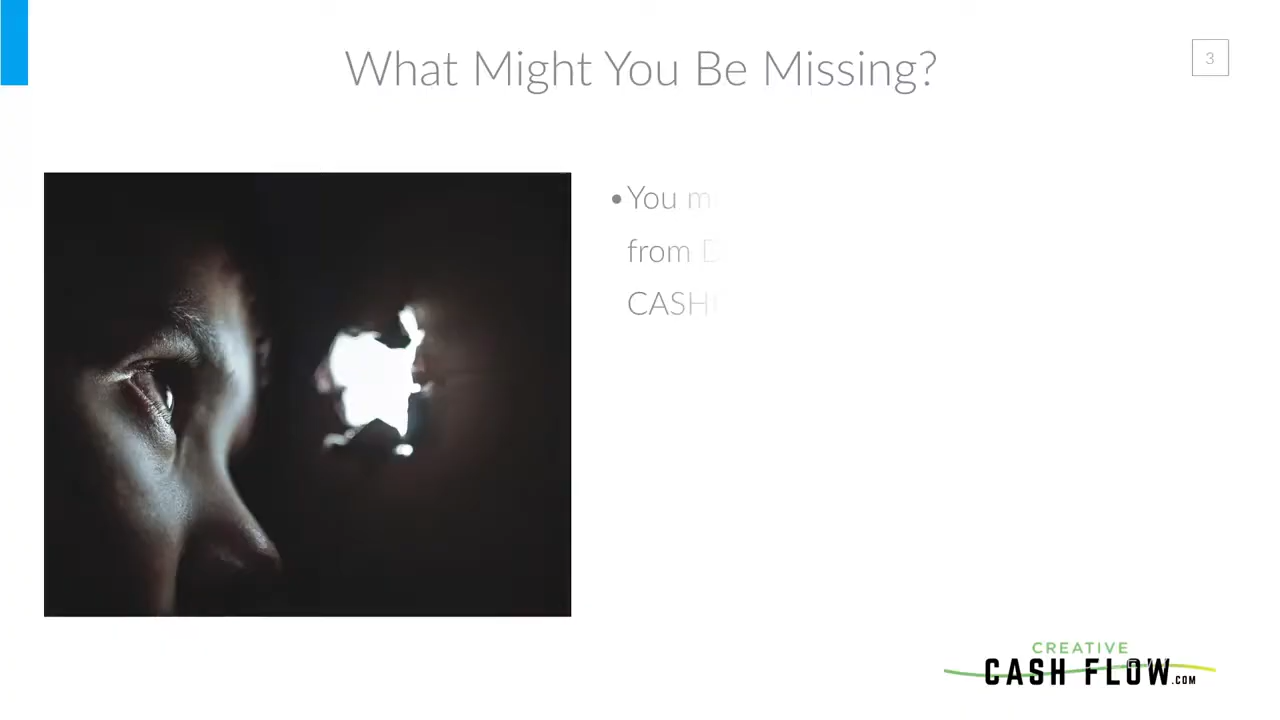 What Might You Be Missing?
3
• You
from
CASH
CREATIVE
CASH FLOW.COM